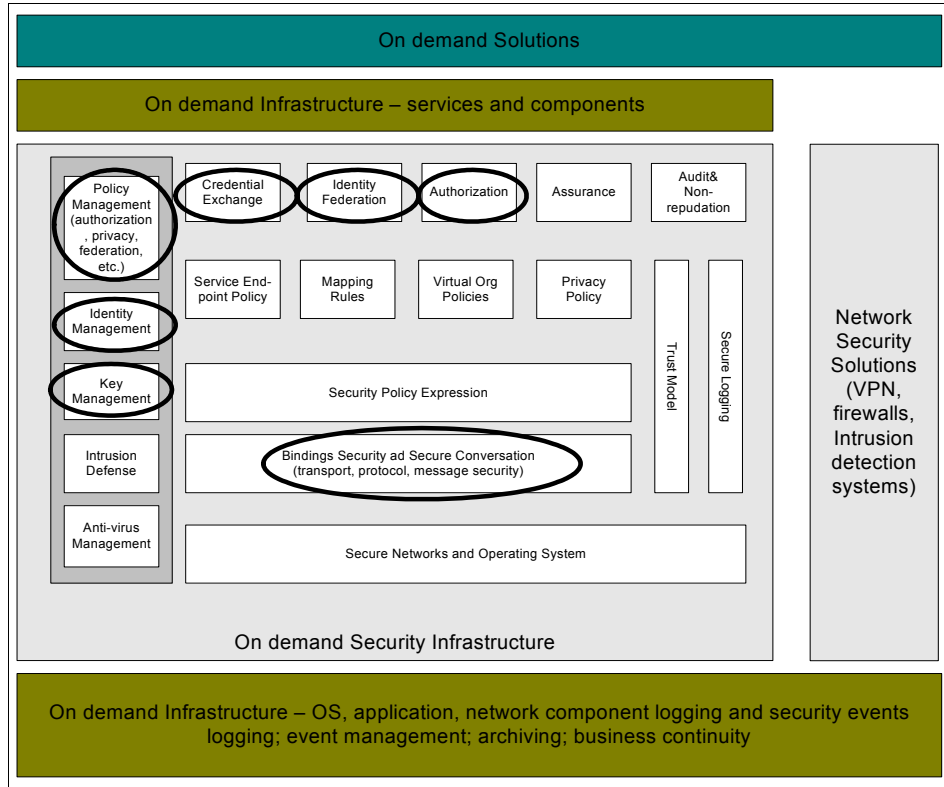 On demand Solutions
On demand Infrastructure – services and components
Policy
Management
(authorization
, privacy,
federation,
etc.)
Credential
Exchange
Identity
Federation
Authorization
Assurance
Audit&
Non-
repudation
Service End-
point Policy
Mapping
Rules
Virtual Org
Policies
Privacy
Policy
Identity
Management
Key
Management
Security Policy Expression
Trust Model
Secure Logging
Intrusion
Defense
Bindings Security ad Secure Conversation
(transport, protocol, message security)
Anti-virus
Management
Secure Networks and Operating System
On demand Security Infrastructure
Network
Security
Solutions
(VPN,
firewalls,
Intrusion
detection
systems)
On demand Infrastructure – OS, application, network component logging and security events
logging; event management; archiving; business continuity